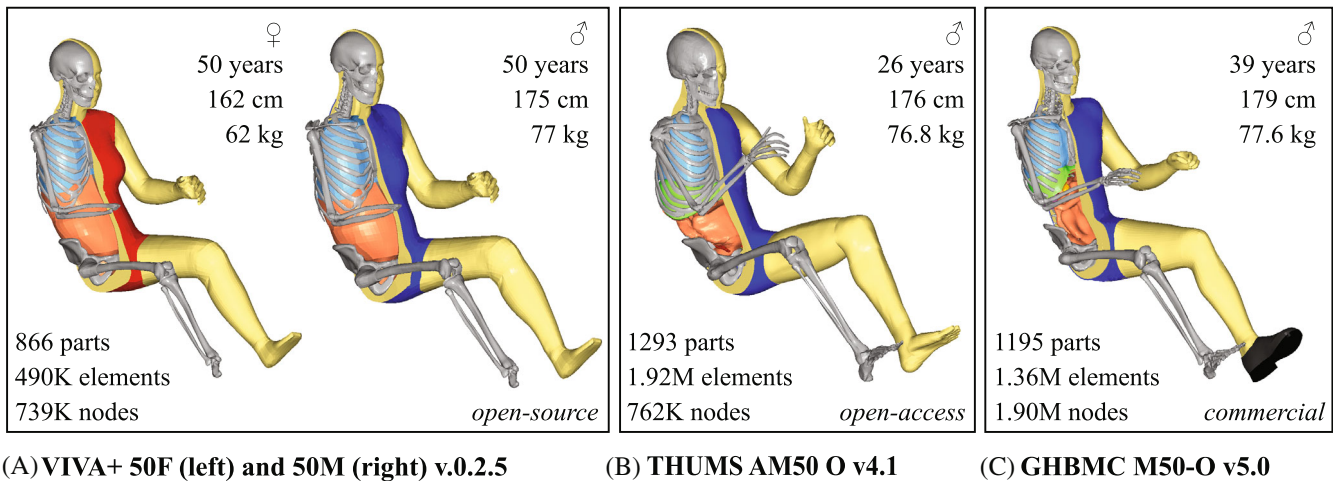 ♀
50 years
162 cm
62 kg
♂
50 years
175 cm
77 kg
866 parts
490K elements
739K nodes
open-source
♂
26 years
176 cm
76.8 kg
1293 parts
1.92M elements
762K nodes
open-access
♂
39 years
179 cm
77.6 kg
1195 parts
1.36M elements
1.90M nodes
commercial
(A) VIVA+ 50F (left) and 50M (right) v.0.2.5
(B) THUMS AM50 O v4.1
(C) GHBMC M50-O v5.0